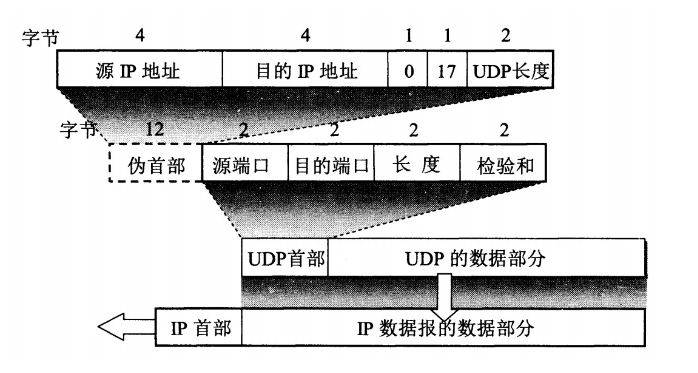 字节 4 4 1 1 2
源 IP 地址 目的 IP 地址 0 17 UDP长度
字节 12 2 2 2 2
伪首部 源端口 目的端口 长 度 检验和
UDP首部 UDP 的数据部分
IP 首部 IP 数据报的数据部分